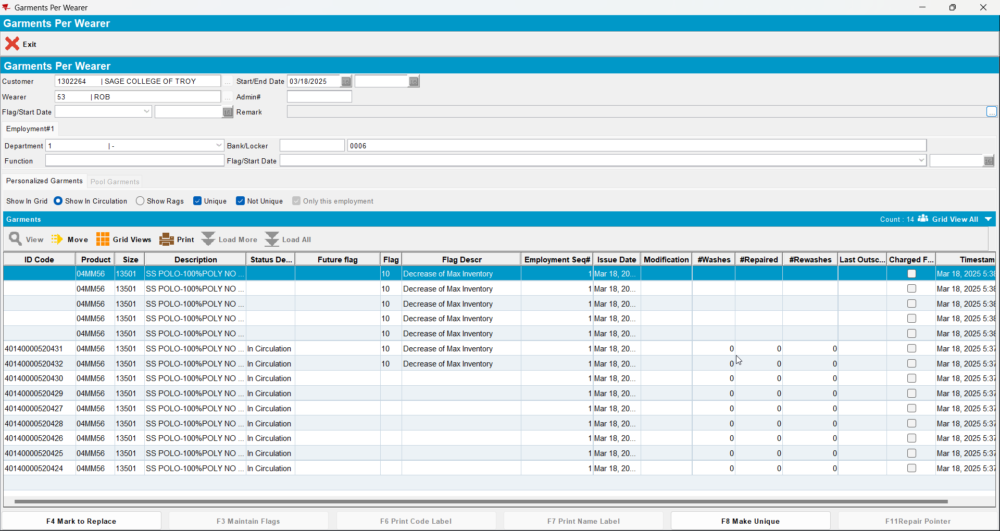 Garments Per Wearer
Garments Per Wearer
Exit
Garments Per Wearer
Customer 1302264 | SAGE COLLEGE OF TROY ... Start/End Date 03/18/2025 16 16
Wearer 53 | ROB ... Admin#
Flag/Start Date 16 Remark ...
Employment#1
Department 1 | - Bank/Locker 0006
Function Flag/Start Date 16
Personalized Garments Pool Garments
Show In Grid Show In Circulation Show Rags Unique Not Unique Only this employment
Garments Count : 14 Grid View All
View Move Grid Views Print Load More Load All
ID Code Product Size Description Status De... Future flag Flag Flag Descr Employment Seq# Issue Date Modification #Washes #Repaired #Rewashes Last Outsc... Charged F... Timestam
04MM56 13501 SS POLO-100%POLY NO ... 10 Decrease of Max Inventory 1 Mar 18, 20... Mar 18, 2025 5:38
04MM56 13501 SS POLO-100%POLY NO ... 10 Decrease of Max Inventory 1 Mar 18, 20... Mar 18, 2025 5:38
04MM56 13501 SS POLO-100%POLY NO ... 10 Decrease of Max Inventory 1 Mar 18, 20... Mar 18, 2025 5:38
04MM56 13501 SS POLO-100%POLY NO ... 10 Decrease of Max Inventory 1 Mar 18, 20... Mar 18, 2025 5:38
04MM56 13501 SS POLO-100%POLY NO ... 10 Decrease of Max Inventory 1 Mar 18, 20... Mar 18, 2025 5:38
40140000520431 04MM56 13501 SS POLO-100%POLY NO ... In Circulation 10 Decrease of Max Inventory 1 Mar 18, 20... 0 0 0 Mar 18, 2025 5:37
40140000520432 04MM56 13501 SS POLO-100%POLY NO ... In Circulation 10 Decrease of Max Inventory 1 Mar 18, 20... 0 0 0 Mar 18, 2025 5:37
40140000520430 04MM56 13501 SS POLO-100%POLY NO ... In Circulation 1 Mar 18, 20... 0 0 0 Mar 18, 2025 5:37
40140000520429 04MM56 13501 SS POLO-100%POLY NO ... In Circulation 1 Mar 18, 20... 0 0 0 Mar 18, 2025 5:37
40140000520427 04MM56 13501 SS POLO-100%POLY NO ... In Circulation 1 Mar 18, 20... 0 0 0 Mar 18, 2025 5:37
40140000520428 04MM56 13501 SS POLO-100%POLY NO ... In Circulation 1 Mar 18, 20... 0 0 0 Mar 18, 2025 5:37
40140000520426 04MM56 13501 SS POLO-100%POLY NO ... In Circulation 1 Mar 18, 20... 0 0 0 Mar 18, 2025 5:37
40140000520425 04MM56 13501 SS POLO-100%POLY NO ... In Circulation 1 Mar 18, 20... 0 0 0 Mar 18, 2025 5:37
40140000520424 04MM56 13501 SS POLO-100%POLY NO ... In Circulation 1 Mar 18, 20... 0 0 0 Mar 18, 2025 5:37
F4 Mark to Replace F3 Maintain Flags F6 Print Code Label F7 Print Name Label F8 Make Unique F11Repair Pointer